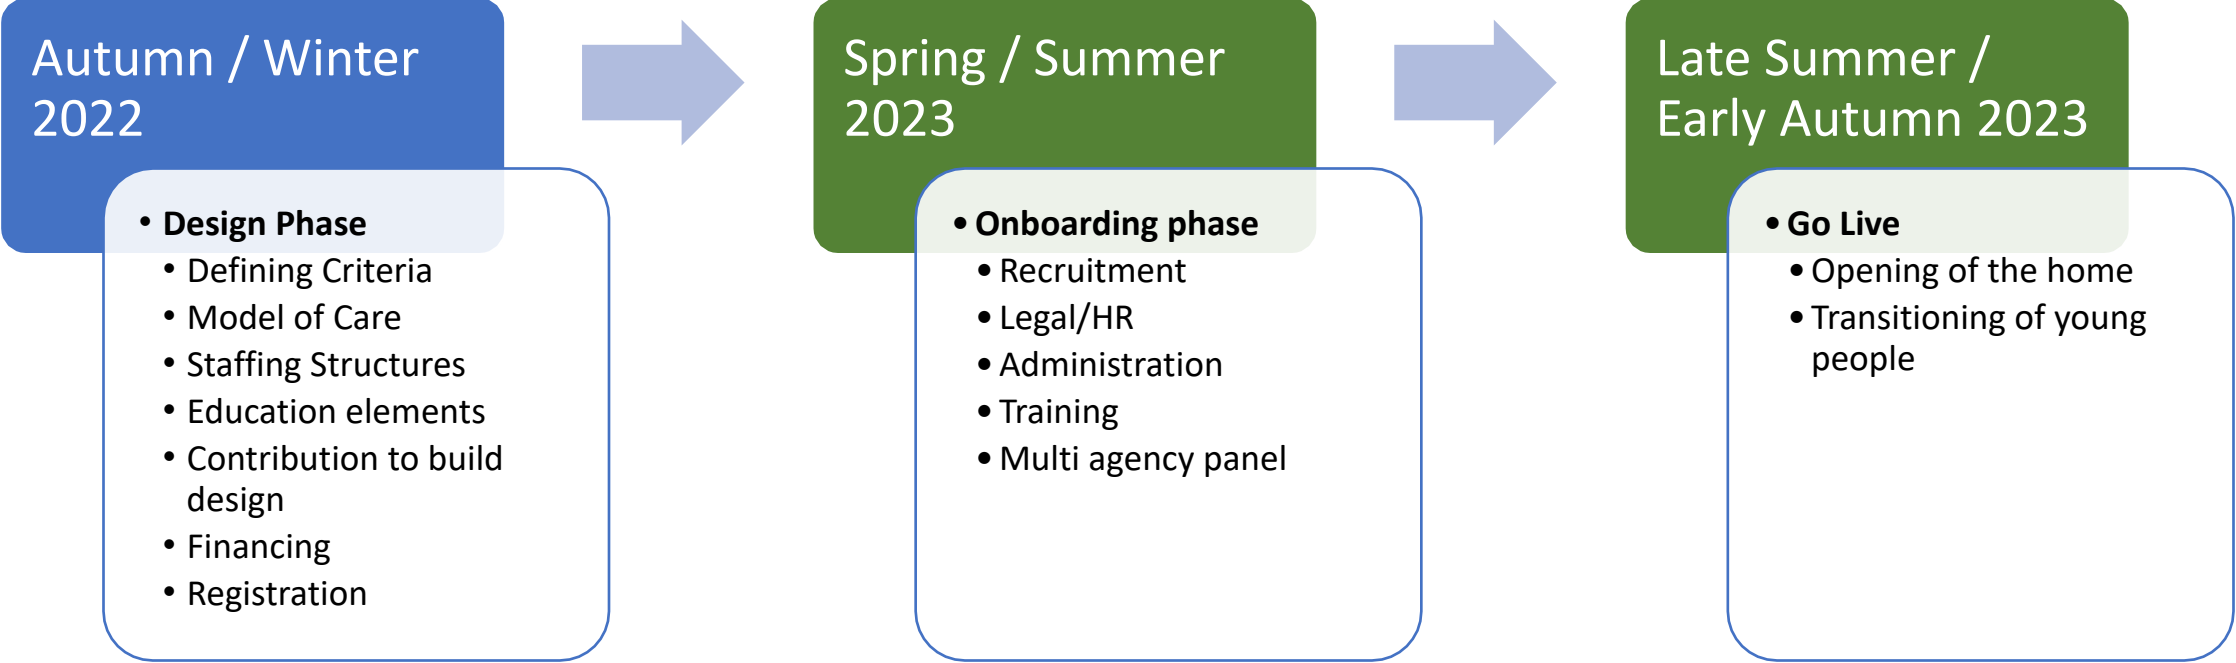 Autumn / Winter
2022
• Design Phase
• Defining Criteria
• Model of Care
• Staffing Structures
• Education elements
• Contribution to build
design
• Financing
• Registration
Spring / Summer
2023
• Onboarding phase
• Recruitment
• Legal/HR
• Administration
• Training
• Multi agency panel
Late Summer /
Early Autumn 2023
• Go Live
• Opening of the home
• Transitioning of young
people